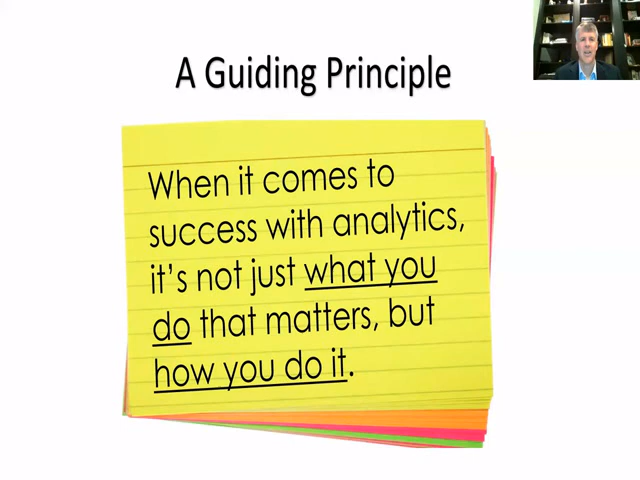 A Guiding Principle
When it comes to
success with analytics,
it's not just what you
do that matters, but
how you do it.